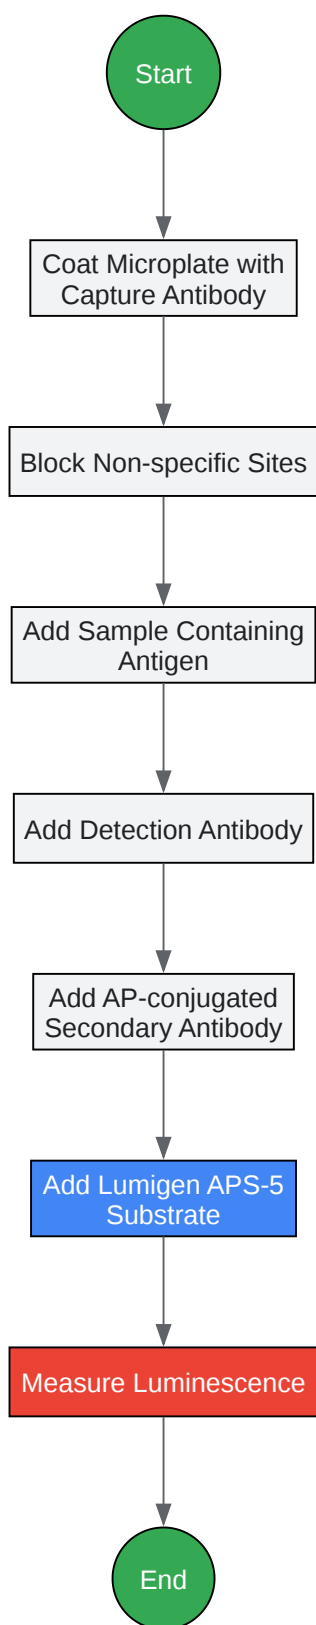 Start
Coat Microplate with
Capture Antibody
Block Non-specific Sites
Add Sample Containing
Antigen
Add Detection Antibody
Add AP-conjugated
Secondary Antibody
Add Lumigen APS-5
Substrate
Measure Luminescence
End